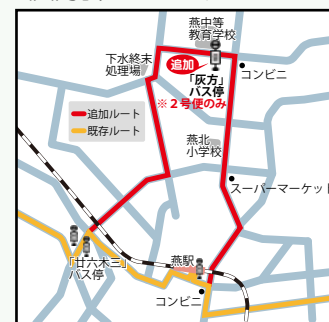 燕中等
教育学校
下水終末
処理場
追加
コンビニ
「灰方」
バス停
※２号便のみ
追加ルート
既存ルート
燕北
小学校
スーパーマーケット
「廿六木三」
バス停
燕駅
コンビニ